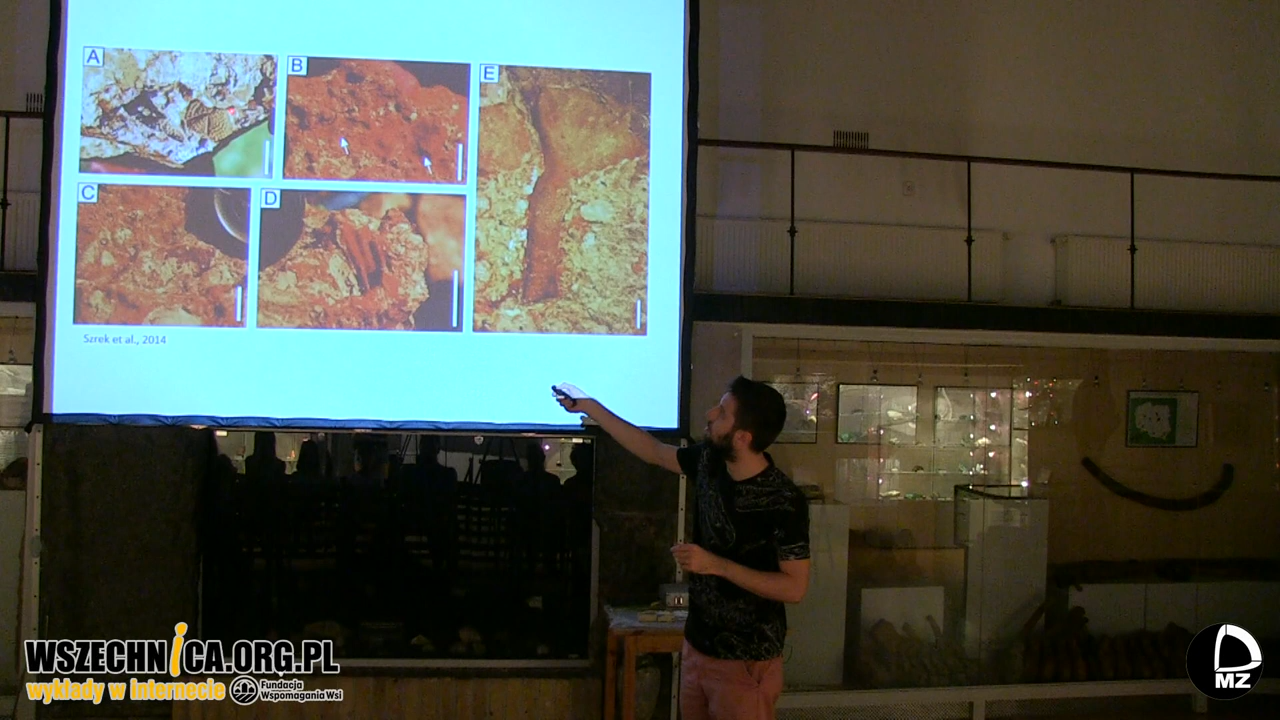 A
B
E
C
D
Szrek et al., 2014
WSZECHNICA.ORG.PL
wykłady w internecie
Fundacja
Wspomagania Wsi
MZ